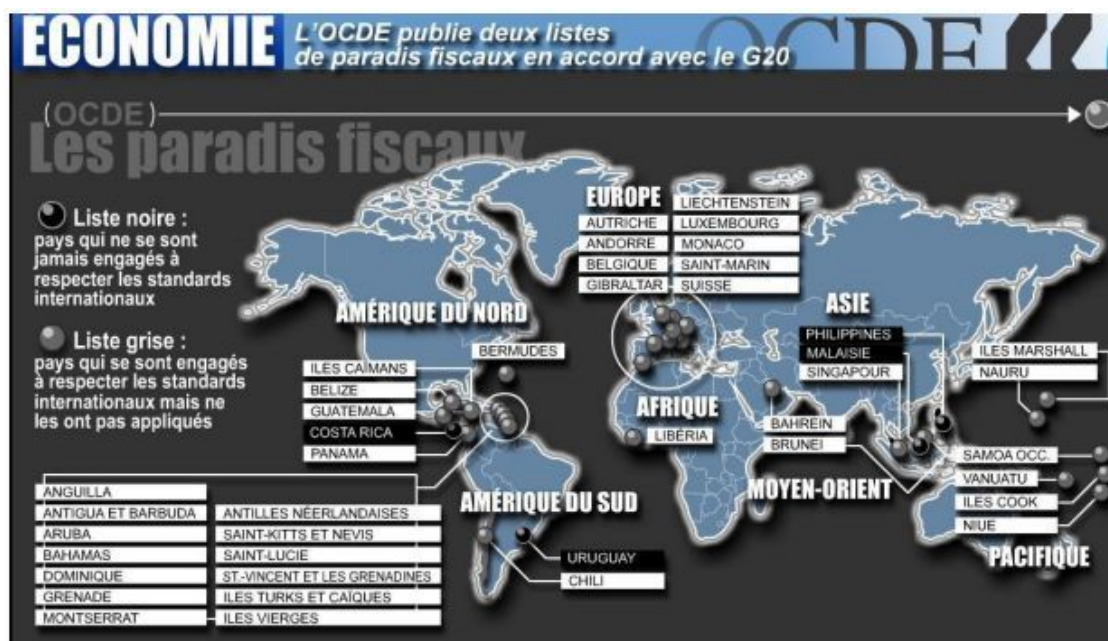 ECONOMIE
L'OCDE publie deux listes
de paradis fiscaux en accord avec le G20
OCDE
(OCDE)
Les paradis fiscaux
Liste noire :
pays qui ne se sont
jamais engagés à
respecter les standards
internationaux
Liste grise :
pays qui se sont engagés
à respecter les standards
internationaux mais ne
les ont pas appliqués
AMÉRIQUE DU NORD
BERMUDES
ILES CAÏMANS
BELIZE
GUATEMALA
COSTA RICA
PANAMA
EUROPE
LIECHTENSTEIN
AUTRICHE
LUXEMBOURG
ANDORRE
MONACO
BELGIQUE
SAINT-MARIN
GIBRALTAR
SUISSE
ASIE
PHILIPPINES
MALAISIE
SINGAPOUR
ILES MARSHALL
NAURU
AFRIQUE
LIBÉRIA
BAHREIN
BRUNEI
MOYEN-ORIENT
SAMOA OCC.
VANUATU
ILES COOK
NIUE
PACIFIQUE
AMÉRIQUE DU SUD
URUGUAY
CHILI
ANGUILLA
ANTIGUA ET BARBUDA
ANTILLES NÉERLANDAISES
ARUBA
SAINT-KITTS ET NEVIS
BAHAMAS
SAINT-LUCIE
DOMINIQUE
ST.-VINCENT ET LES GRENADINES
GRENADE
ILES TURKS ET CAÏQUES
MONTSERRAT
ILES VIERGES